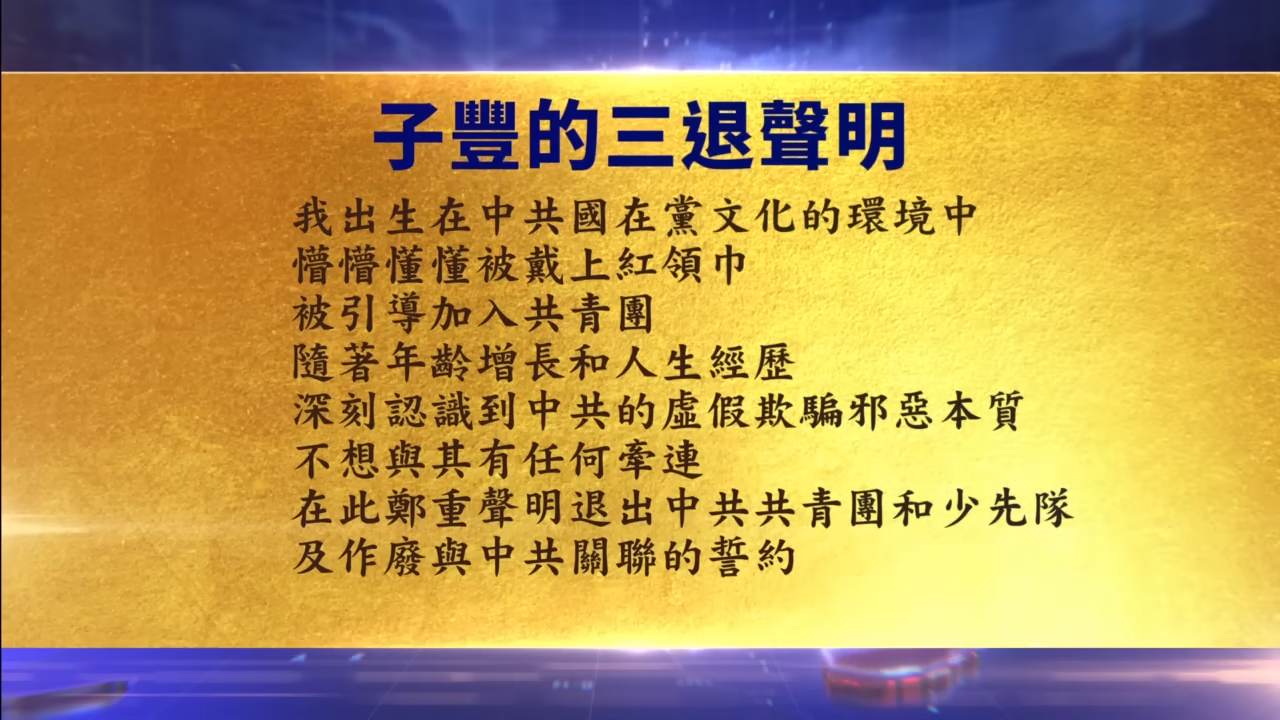 子豐的三退聲明
我出生在中共國在黨文化的環境中
懵懵懂懂被戴上紅領巾
被引導加入共青團
隨著年齡增長和人生經歷
深刻認識到中共的虛假欺騙邪惡本質
不想與其有任何牽連
在此鄭重聲明退出中共共青團和少先隊
及作廢與中共關聯的誓約